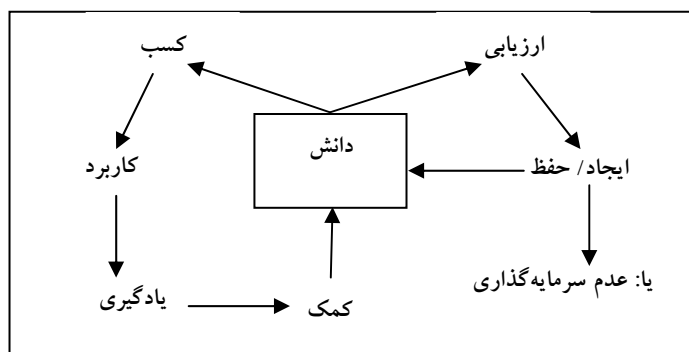 ارزیابی
کسب
دانش
ایجاد/ حفظ
کاربرد
یا: عدم سرمایه‌گذاری
یادگیری
کمک